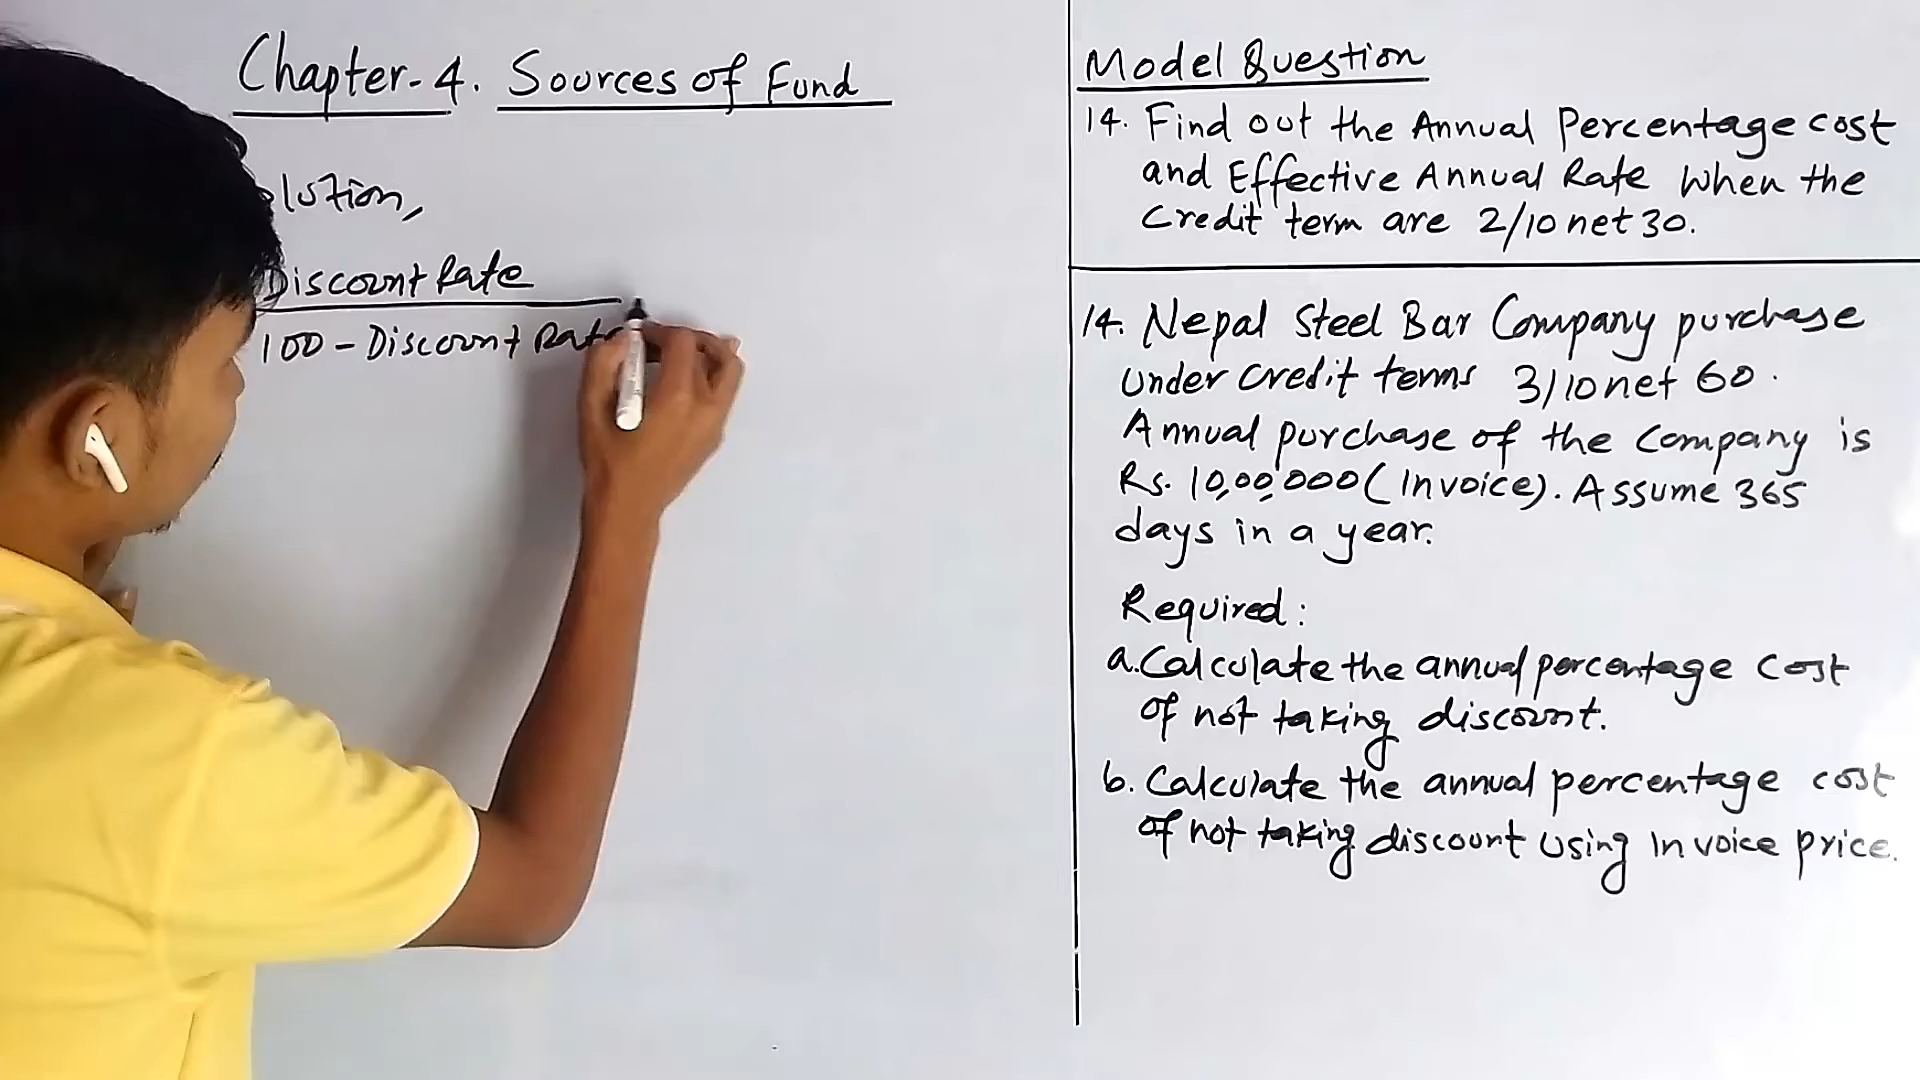 Chapter-4. Sources of Fund
lution,
Discount Rate
100 - Discount Rate
Model Question
14. Find out the Annual Percentage cost
and Effective Annual Rate When the
Credit term are 2/10 net 30.
14. Nepal Steel Bar Company purchase
Under credit terms 3/10 net 60.
Annual purchase of the Company is
Rs. 10,00,000 (Invoice). Assume 365
days in a year.
Required:
a. Calculate the annual percentage cost
of not taking discount.
b. Calculate the annual percentage cost
of not taking discount Using Invoice price.